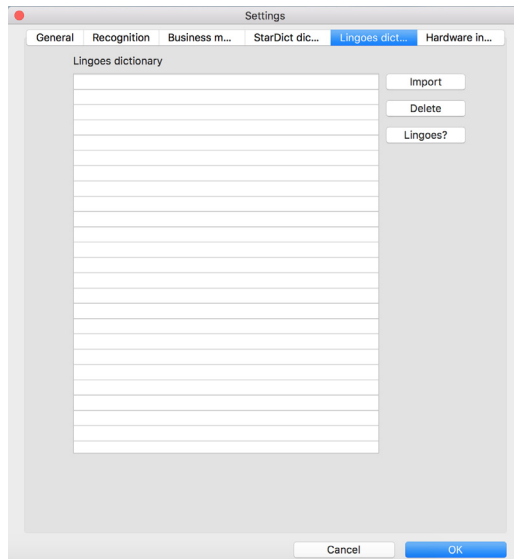 Settings
General Recognition Business m... StarDict dic... Lingoes dict... Hardware in...
Lingoes dictionary
Import
Delete
Lingoes?
Cancel OK